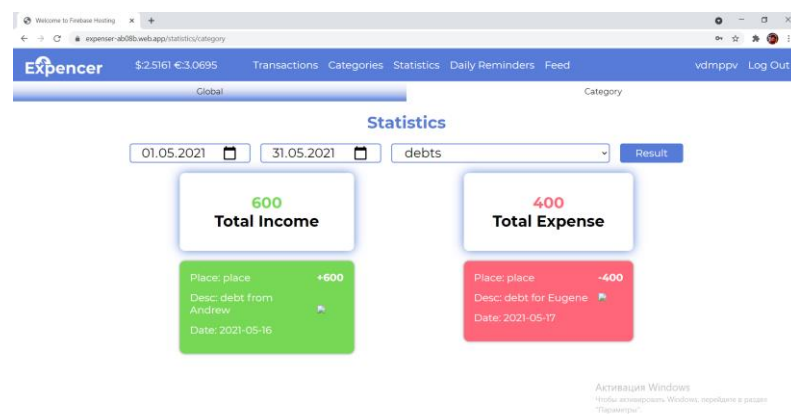 Welcome to Firebase Hosting
expenser-ab08b.web.app/statistics/category
Expencer $:2.5161 €:3.0695 Transactions Categories Statistics Daily Reminders Feed vdmppv Log Out
Global Category
Statistics
01.05.2021 31.05.2021 debts Result
600
Total Income
400
Total Expense
Place: place +600
Desc: debt from
Andrew
Date: 2021-05-16
Place: place -400
Desc: debt for Eugene
Date: 2021-05-17
Активация Windows
Чтобы активировать Windows, перейдите в раздел
"Параметры".